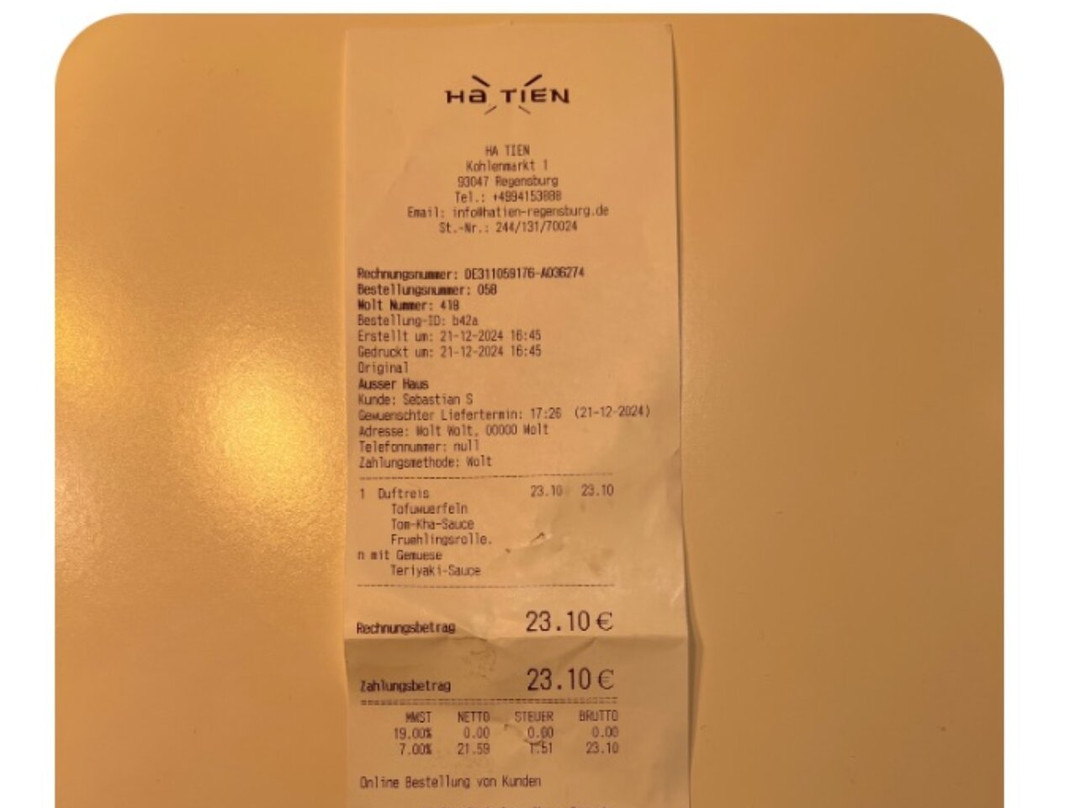 Ha TIEN
HA TIEN
Kohlenmarkt 1
93047 Regensburg
Tel.: +4994153888
Email: info@hatien-regensburg.de
St.-Nr.: 244/131/70024
Rechnungsnummer: DE311059176-A036274
Bestellungsnummer: 058
Wolt Nummer: 418
Bestellung-ID: b42a
Erstellt um: 21-12-2024 16:45
Gedruckt um: 21-12-2024 16:45
Original
Ausser Haus
Kunde: Sebastian S
Gewuenschter Liefertermin: 17:26 (21-12-2024)
Adresse: Wolt Wolt, 00000 Wolt
Telefonnummer: null
Zahlungsmethode: Wolt
1 Duftreis 23.10 23.10
Tofuwuerfeln
Tom-Kha-Sauce
Fruehlingsrolle.
n mit Gemuese
Teriyaki-Sauce
Rechnungsbetrag 23.10 €
Zahlungsbetrag 23.10 €
MWST NETTO STEUER BRUTTO
19.00% 0.00 0.00 0.00
7.00% 21.59 1.51 23.10
Online Bestellung von Kunden